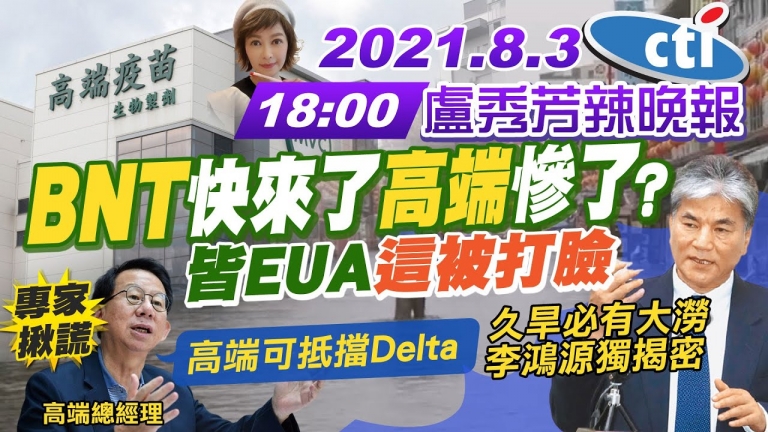 2021.8.3
cti
18:00 盧秀芳辣晚報
高端疫苗
生物製劑
BNT快來了高端慘了?
皆EUA這被打臉
專家
揪謊
高端可抵擋Delta
高端總經理
久旱必有大澇
李鴻源獨揭密